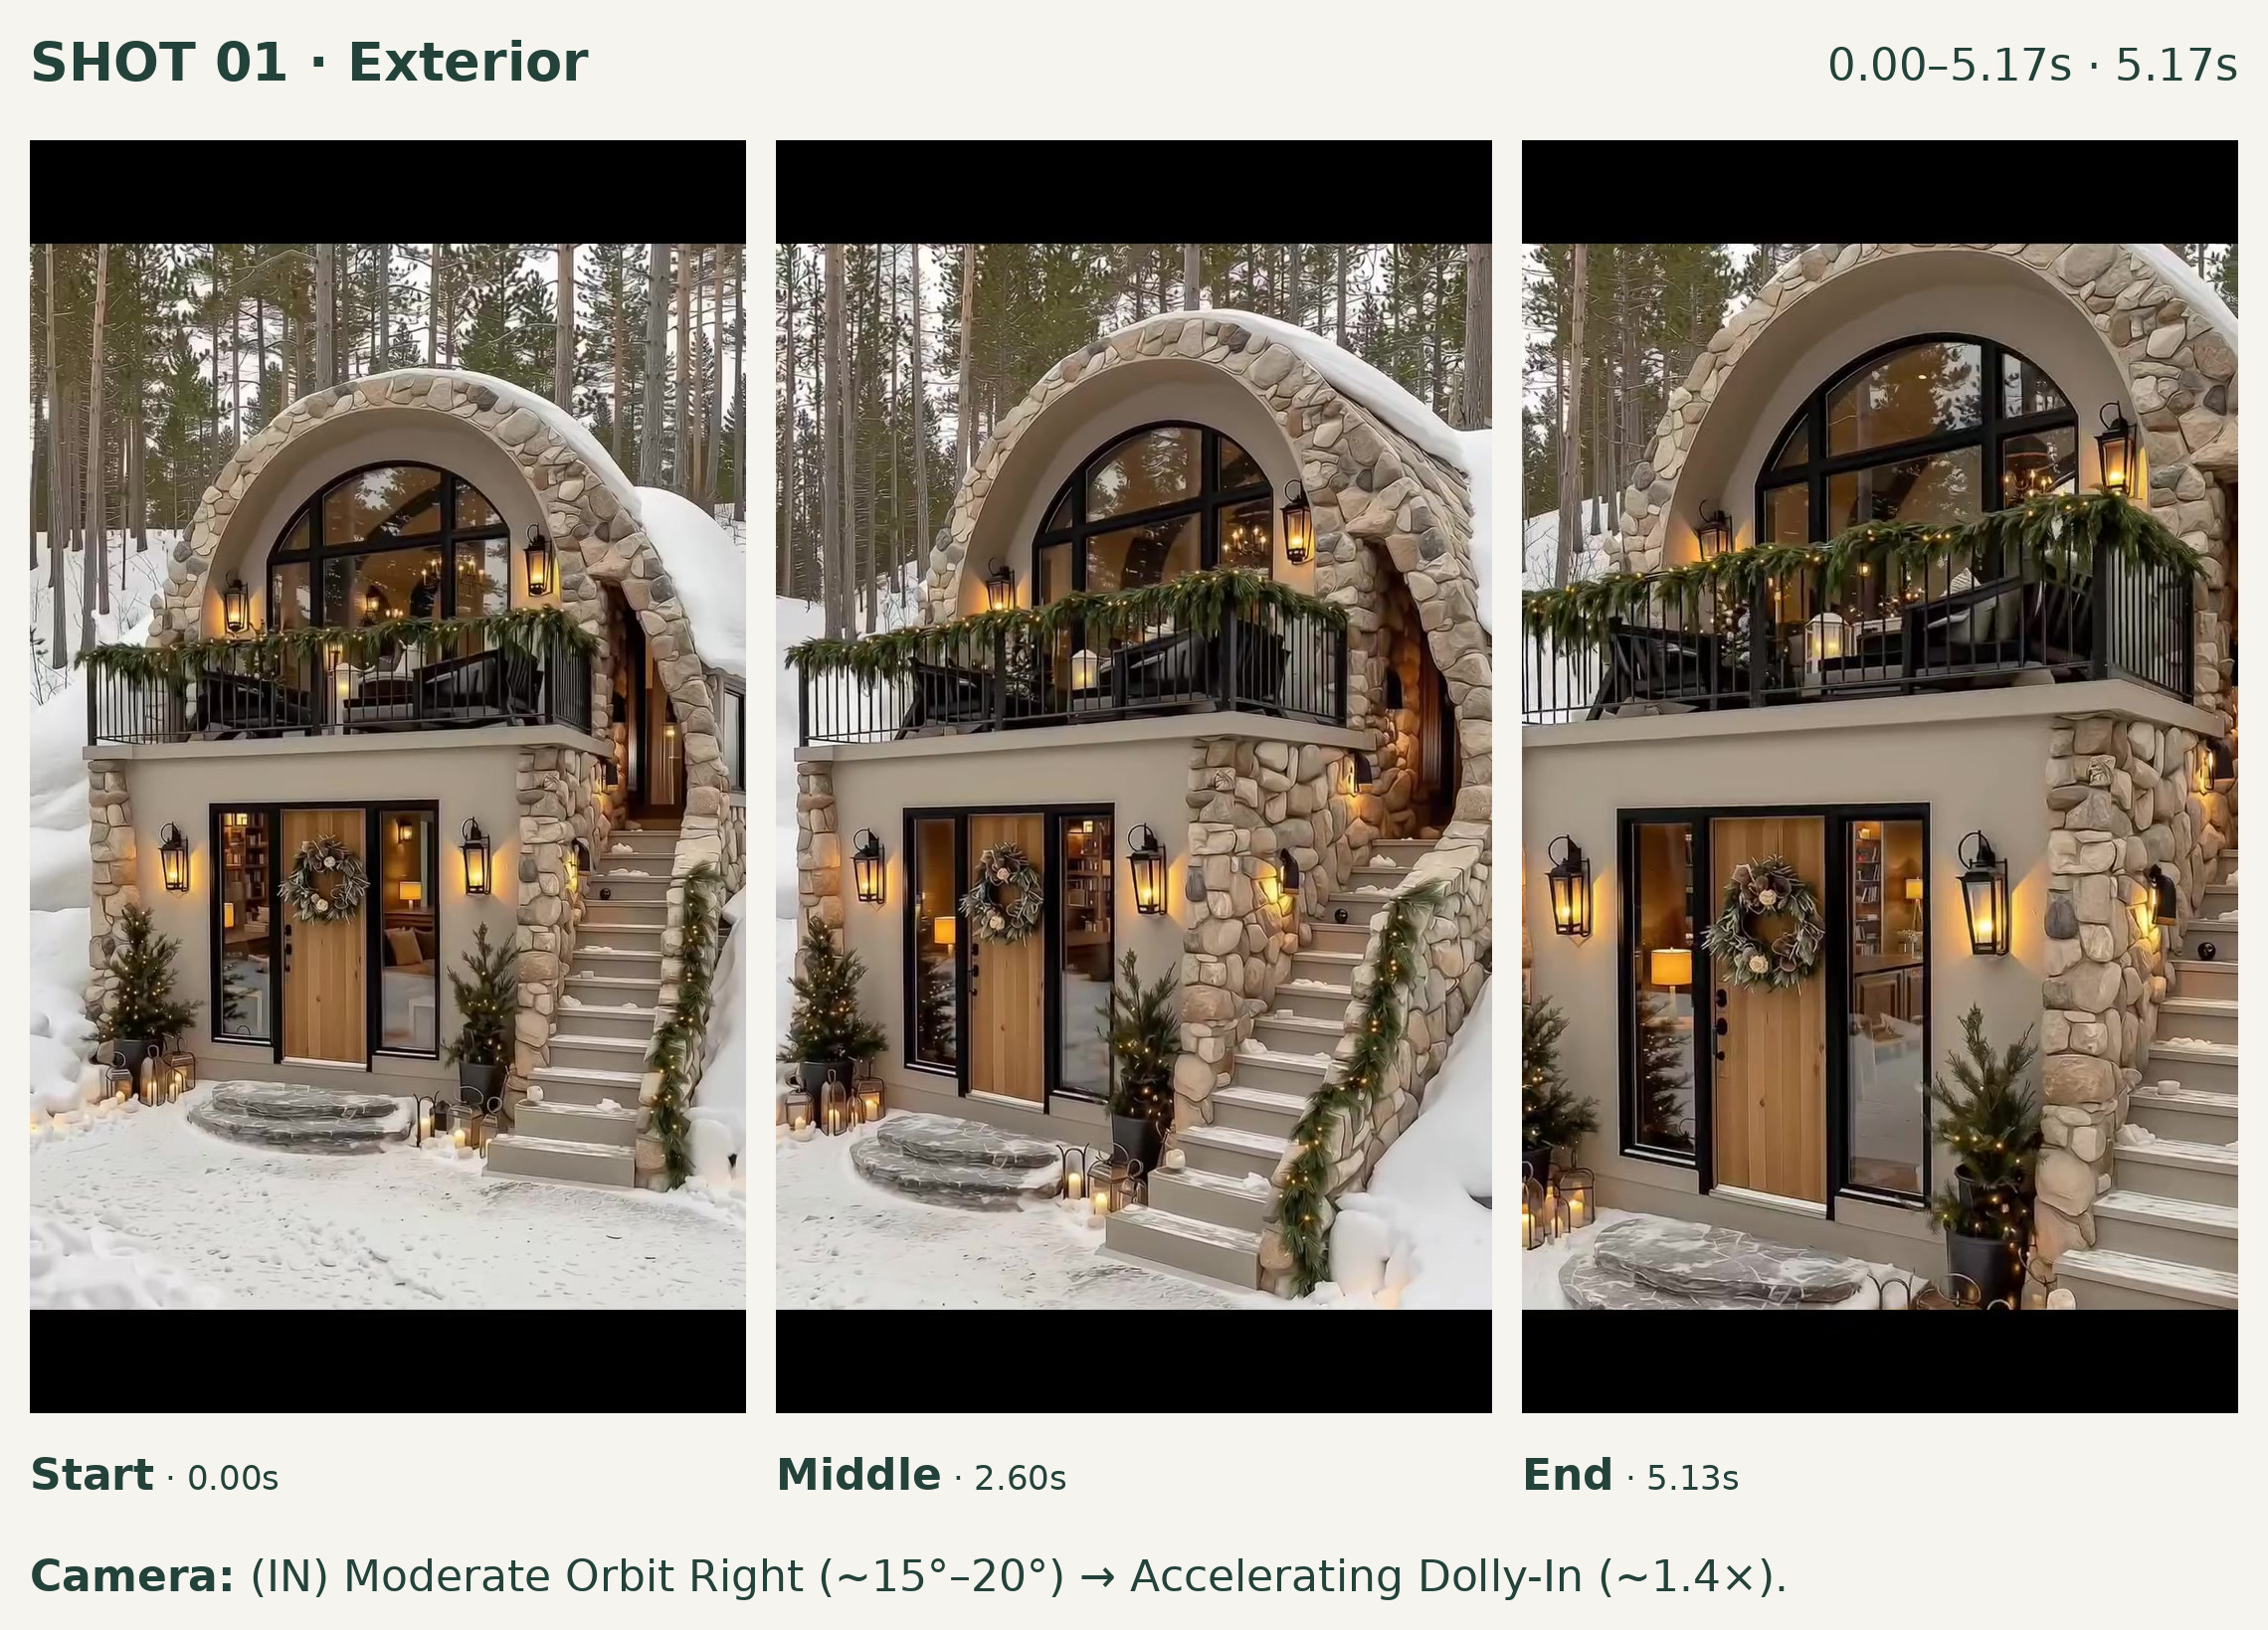 SHOT 01 · Exterior
0.00–5.17s · 5.17s
Start · 0.00s
Middle · 2.60s
End · 5.13s
Camera: (IN) Moderate Orbit Right (~15°–20°) → Accelerating Dolly-In (~1.4×).